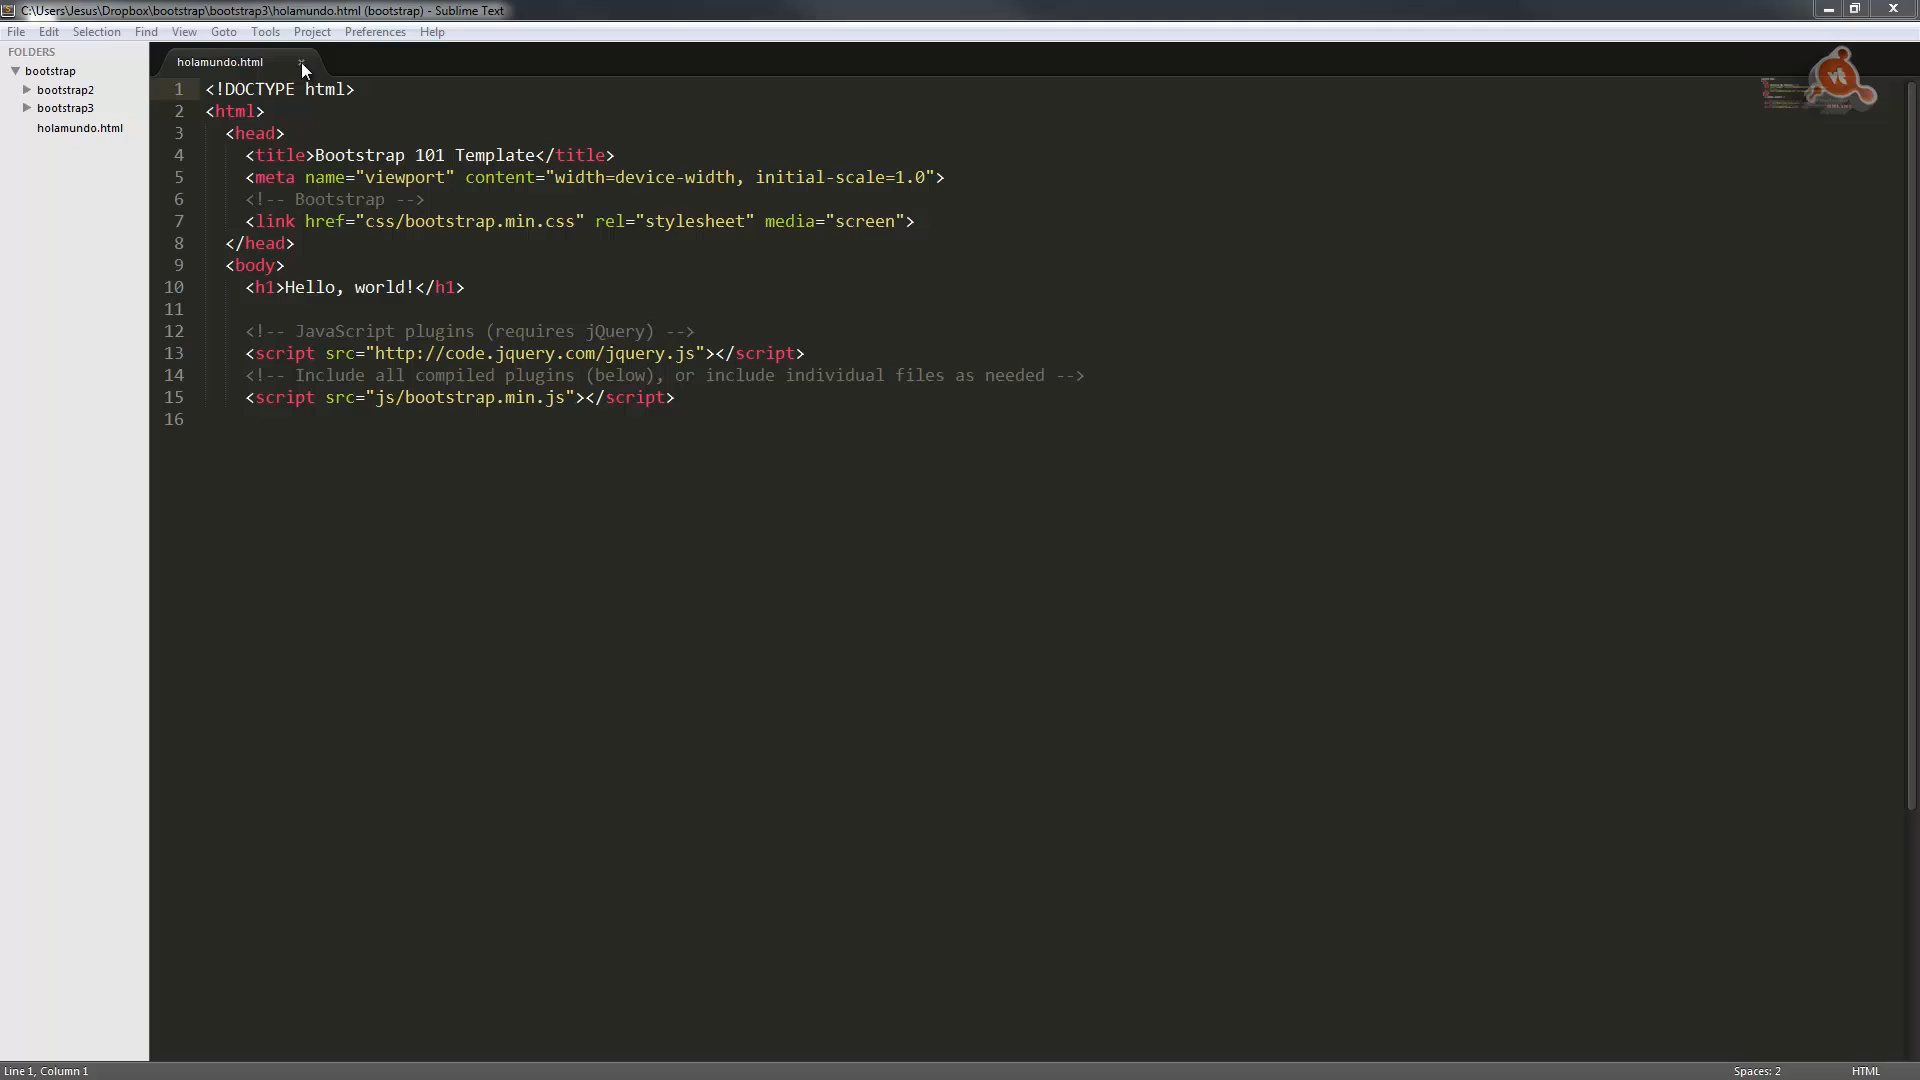 C:\Users\Jesus\Dropbox\bootstrap\bootstrap3\holamundo.html (bootstrap) - Sublime Text
File Edit Selection Find View Goto Tools Project Preferences Help
FOLDERS
bootstrap
bootstrap2
bootstrap3
holamundo.html
holamundo.html
1 <!DOCTYPE html>
2 <html>
3 <head>
4 <title>Bootstrap 101 Template</title>
5 <meta name="viewport" content="width=device-width, initial-scale=1.0">
6 <!-- Bootstrap -->
7 <link href="css/bootstrap.min.css" rel="stylesheet" media="screen">
8 </head>
9 <body>
10 <h1>Hello, world!</h1>
11
12 <!-- JavaScript plugins (requires jQuery) -->
13 <script src="http://code.jquery.com/jquery.js"></script>
14 <!-- Include all compiled plugins (below), or include individual files as needed -->
15 <script src="js/bootstrap.min.js"></script>
16
vt
Line 1, Column 1
Spaces: 2
HTML